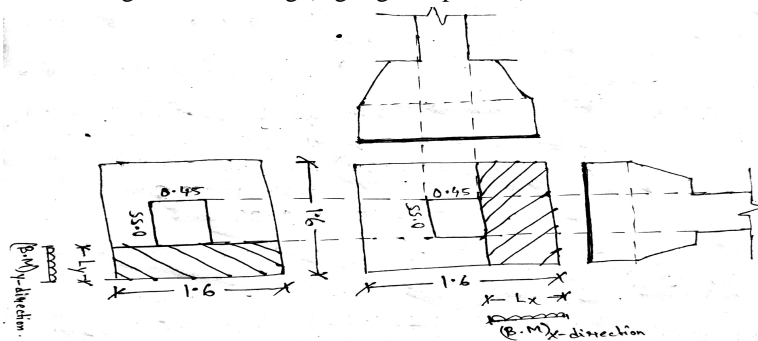 0.45
0.55
1.6
1.6
x-Ly-x
(B.M)y-direction.
0.45
0.55
1.6
x- Lx -x
(B.M)x-direction